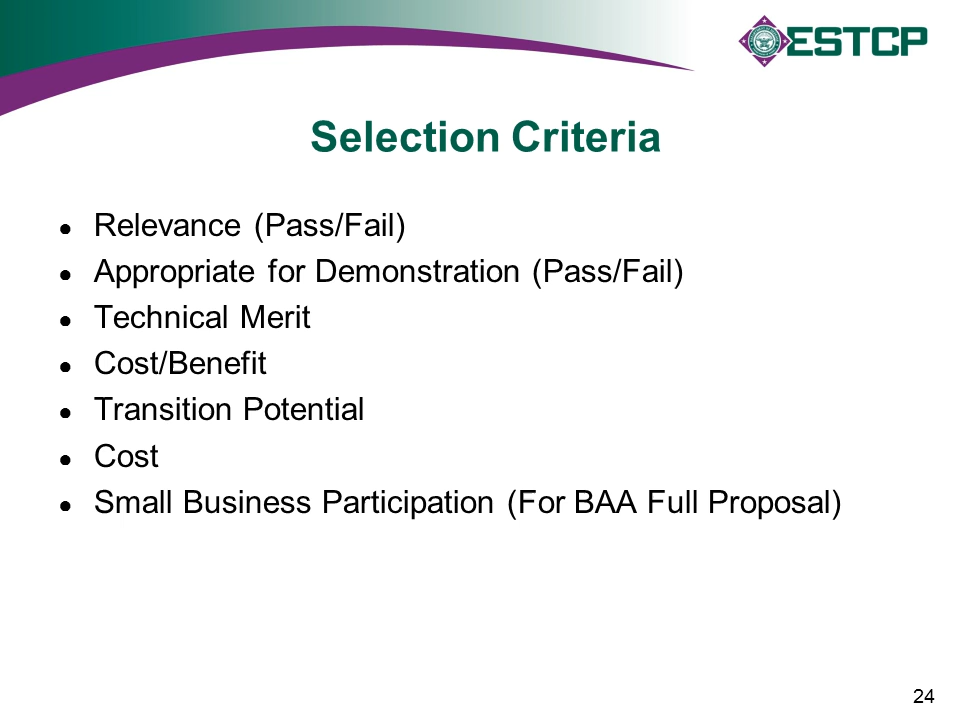 ESTCP
Selection Criteria
● Relevance (Pass/Fail)
● Appropriate for Demonstration (Pass/Fail)
● Technical Merit
● Cost/Benefit
● Transition Potential
● Cost
● Small Business Participation (For BAA Full Proposal)
24